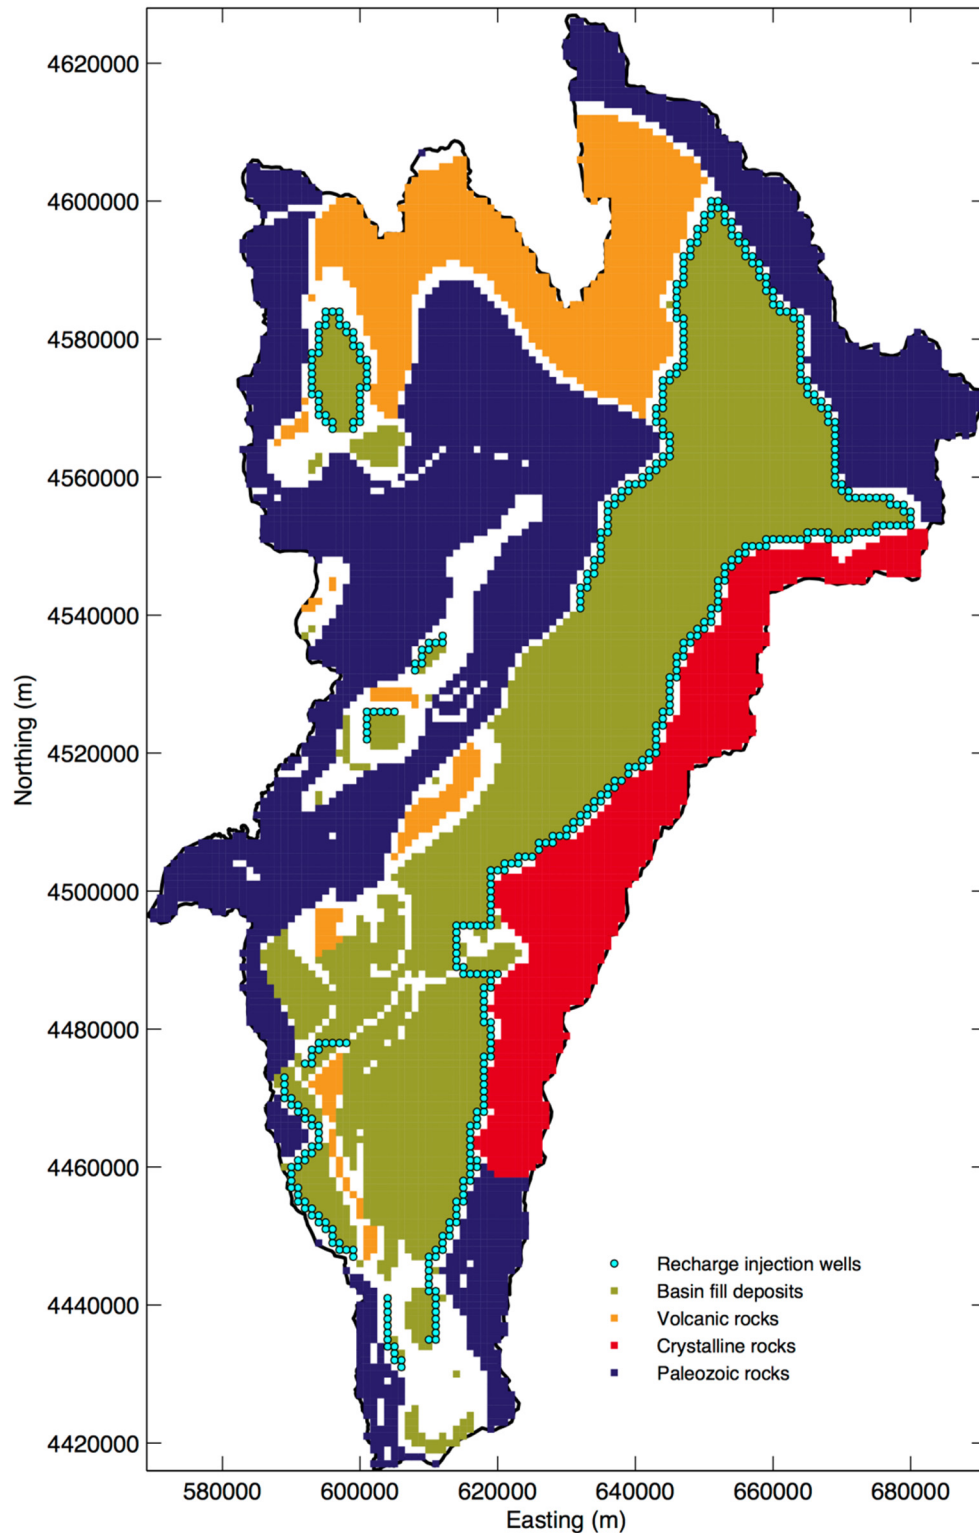 4620000
4600000
4580000
4560000
4540000
4520000
4500000
4480000
4460000
4440000
4420000
Northing (m)
Recharge injection wells
Basin fill deposits
Volcanic rocks
Crystalline rocks
Paleozoic rocks
580000 600000 620000 640000 660000 680000
Easting (m)